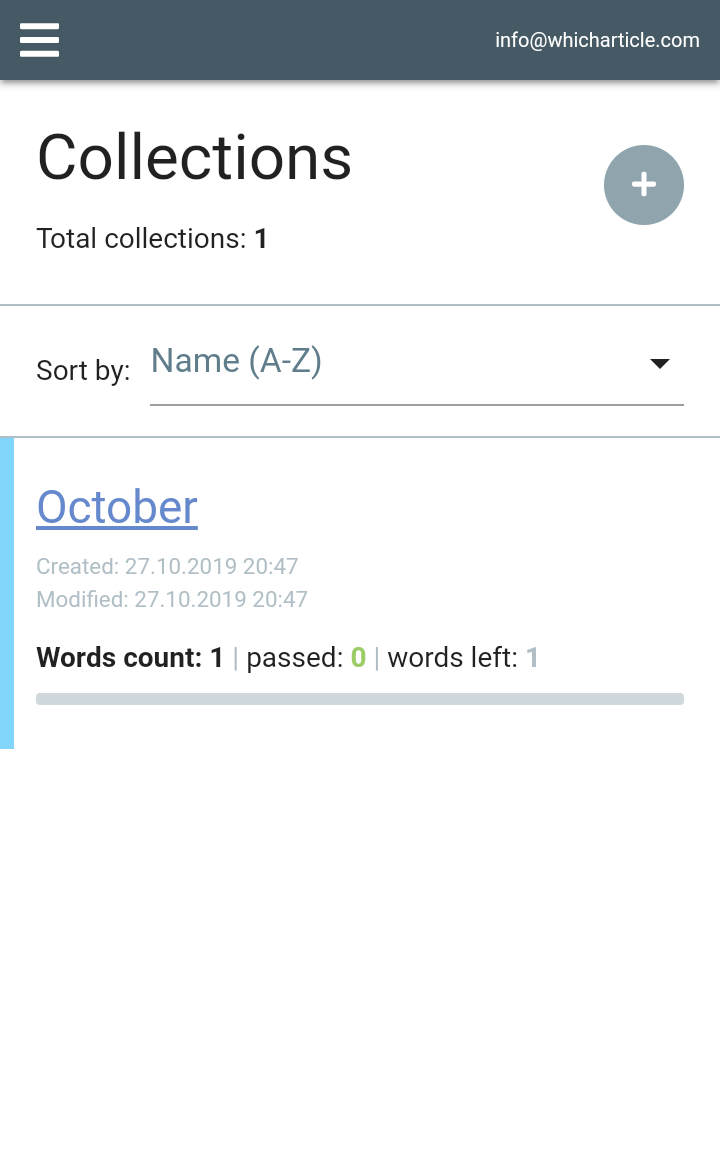 info@whicharticle.com
Collections
Total collections: 1
Sort by: Name (A-Z)
October
Created: 27.10.2019 20:47
Modified: 27.10.2019 20:47
Words count: 1 | passed: 0 | words left: 1